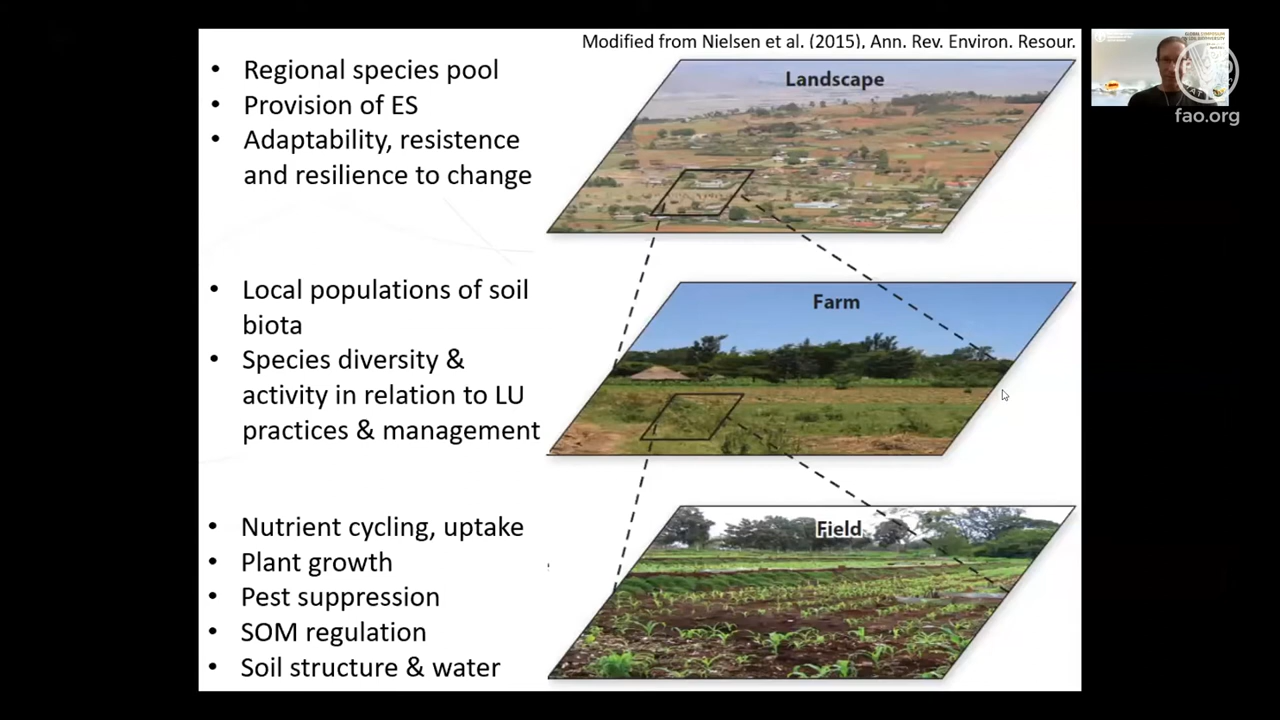 Modified from Nielsen et al. (2015), Ann. Rev. Environ. Resour.
• Regional species pool
• Provision of ES
• Adaptability, resistence
and resilience to change
Landscape
• Local populations of soil
biota
• Species diversity &
activity in relation to LU
practices & management
Farm
• Nutrient cycling, uptake
• Plant growth
• Pest suppression
• SOM regulation
• Soil structure & water
Field
fao.org